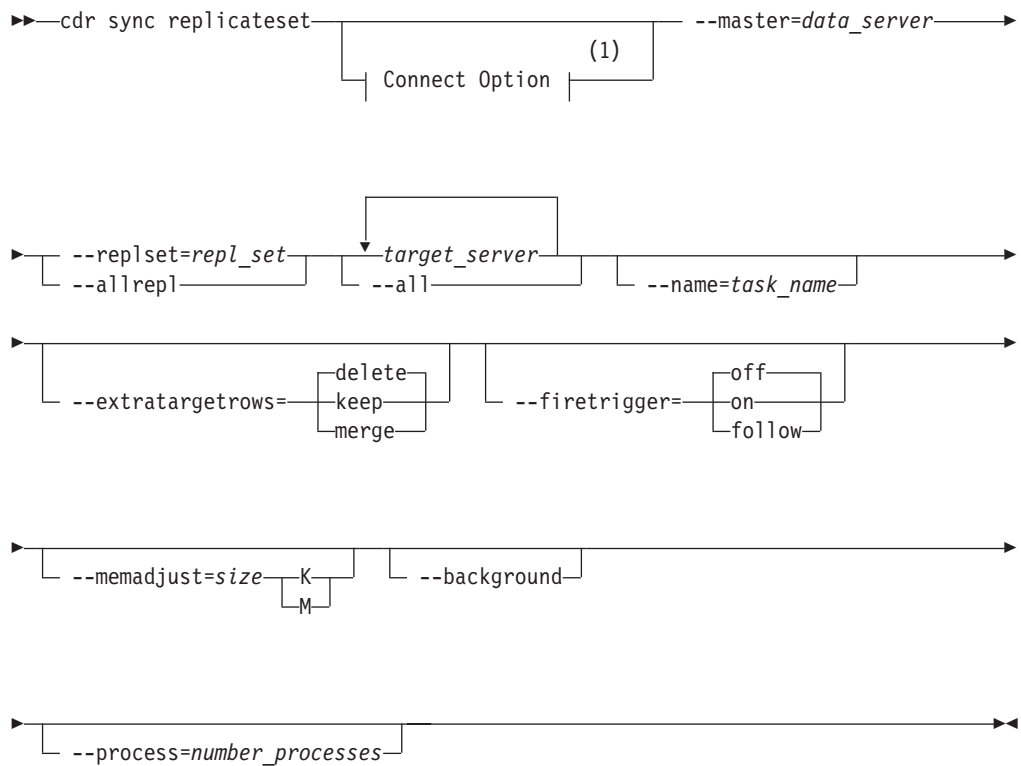 cdr sync replicateset --master=data_server
(1)
Connect Option
--replset=repl_set target_server
--allrepl --all --name=task_name
delete off
--extratargetrows= keep --firetrigger= on
merge follow
--memadjust=size K --background
M
--process=number_processes